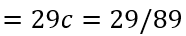 = 29c = 29/89